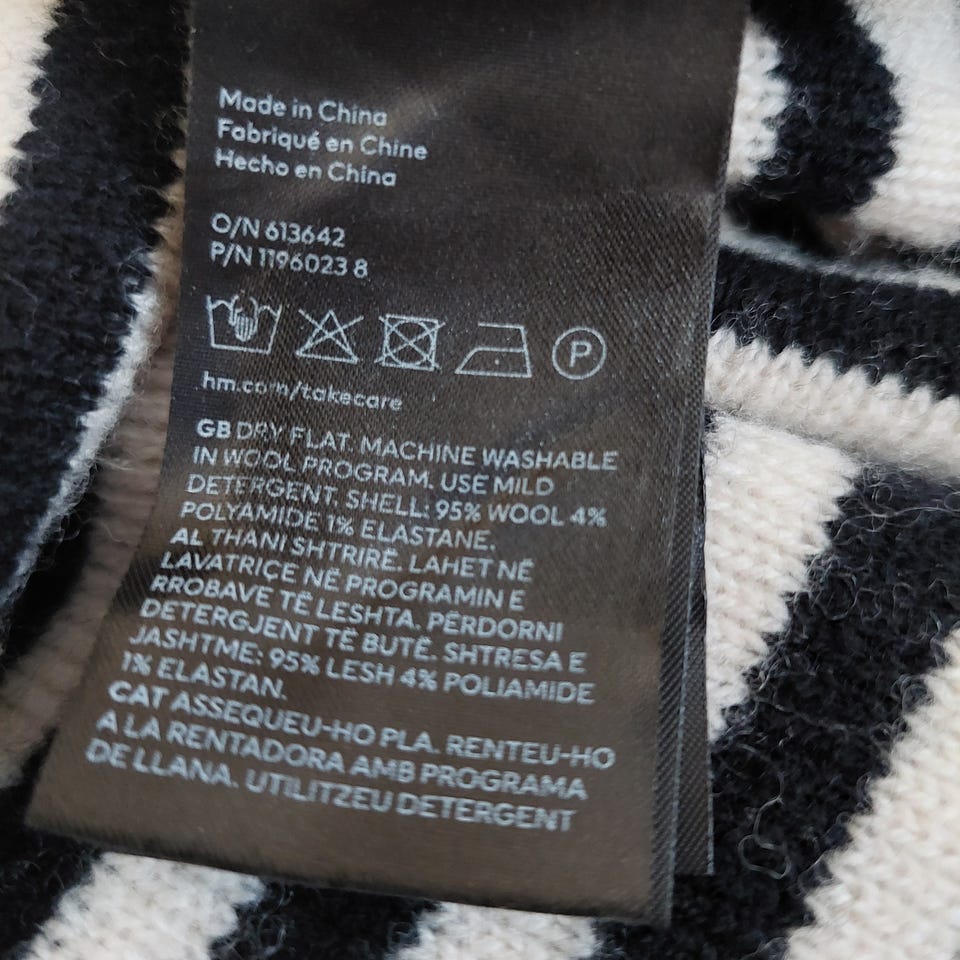 Made in China
Fabriqué en Chine
Hecho en China
O/N 613642
P/N 1196023 8
P
hm.com/takecare
GB DRY FLAT. MACHINE WASHABLE
IN WOOL PROGRAM. USE MILD
DETERGENT. SHELL: 95% WOOL 4%
POLYAMIDE 1% ELASTANE.
AL THANI SHTRIRË. LAHET NË
LAVATRIÇE NË PROGRAMIN E
RROBAVE TË LESHTA. PËRDORNI
DETERGJENT TË BUTË. SHTRESA E
JASHTME: 95% LESH 4% POLIAMIDE
1% ELASTAN.
CAT ASSEQUEU-HO PLA. RENTEU-HO
A LA RENTADORA AMB PROGRAMA
DE LLANA. UTILITZEU DETERGENT